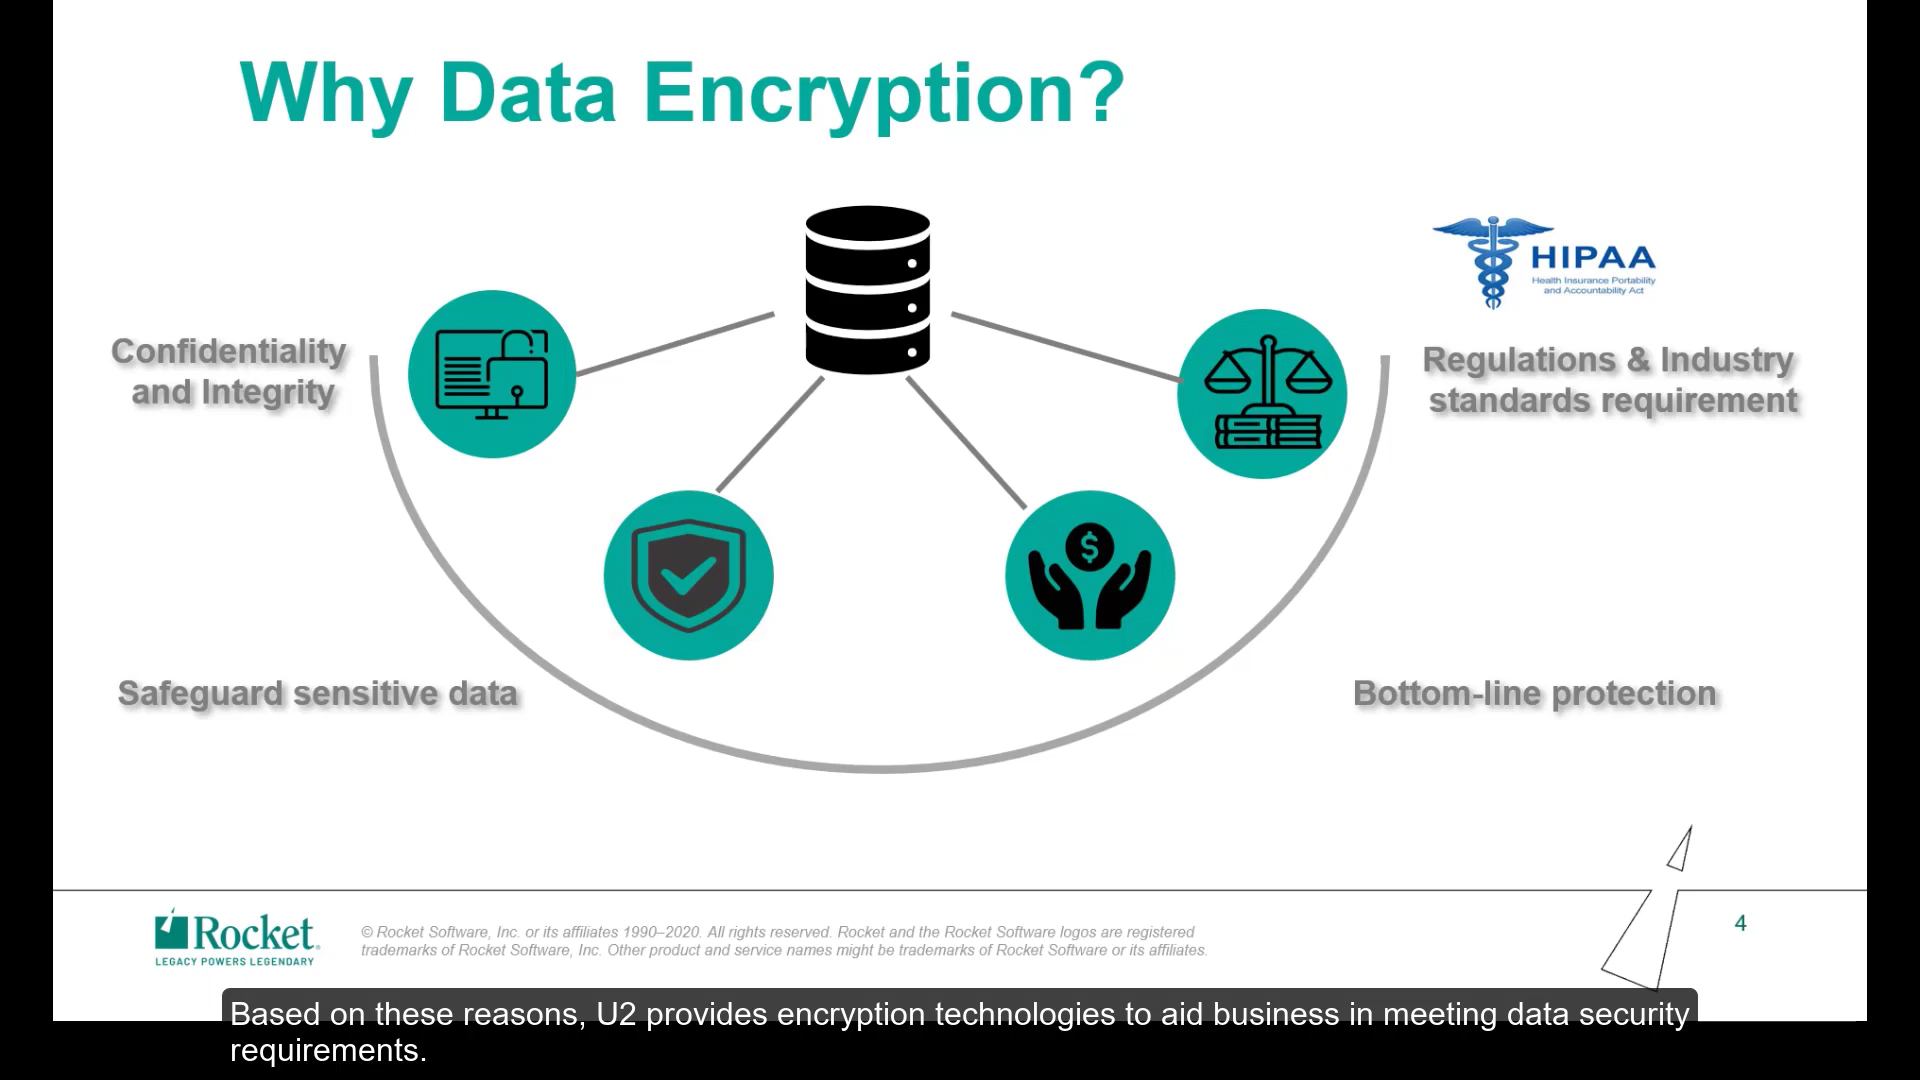 Why Data Encryption?
HIPAA
Health Insurance Portability
and Accountability Act
Confidentiality
and Integrity
Regulations & Industry
standards requirement
$
Safeguard sensitive data
Bottom-line protection
Rocket
LEGACY POWERS LEGENDARY
© Rocket Software, Inc. or its affiliates 1990–2020. All rights reserved. Rocket and the Rocket Software logos are registered
trademarks of Rocket Software, Inc. Other product and service names might be trademarks of Rocket Software or its affiliates.
4
Based on these reasons, U2 provides encryption technologies to aid business in meeting data security
requirements.